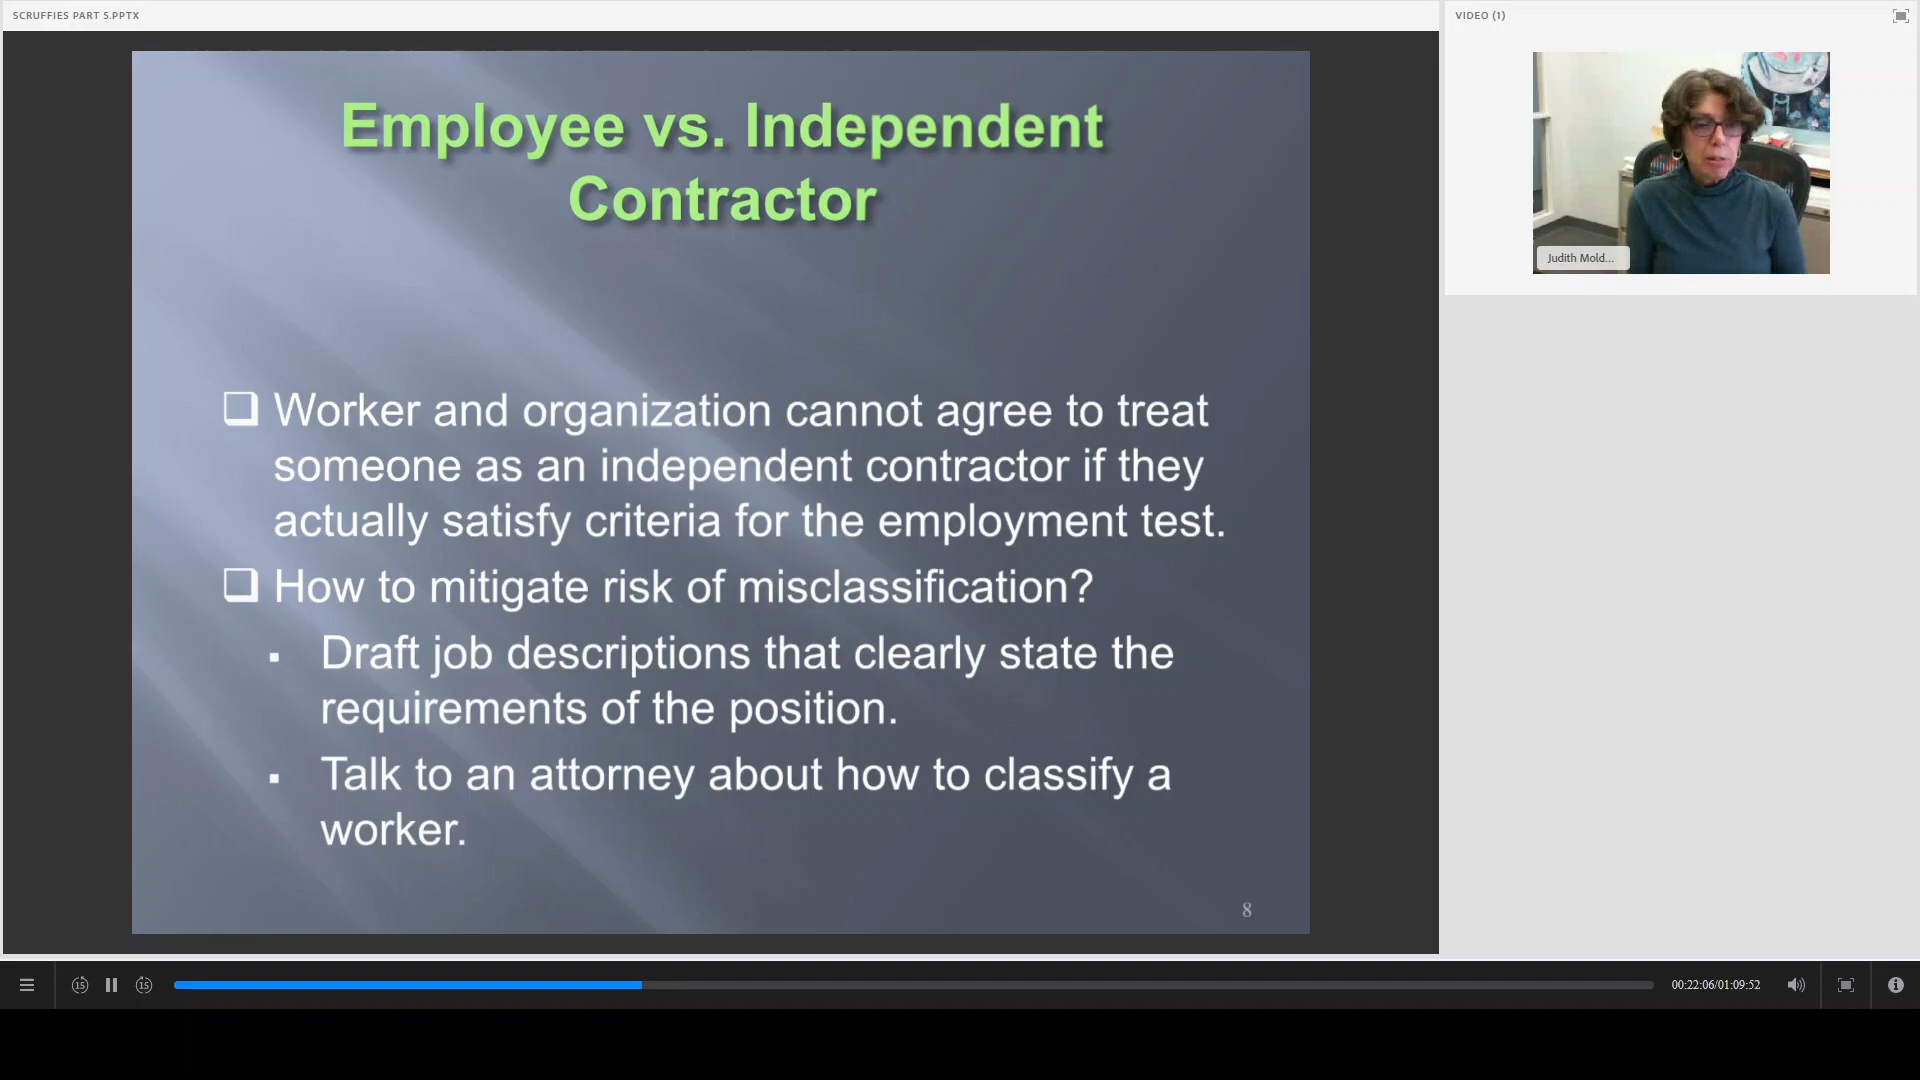 SCRUFFIES PART 5.PPTX
VIDEO (1)
Employee vs. Independent
Contractor
Worker and organization cannot agree to treat
someone as an independent contractor if they
actually satisfy criteria for the employment test.
How to mitigate risk of misclassification?
Draft job descriptions that clearly state the
requirements of the position.
Talk to an attorney about how to classify a
worker.
8
Judith Mold...
15
15
00:22:06/01:09:52